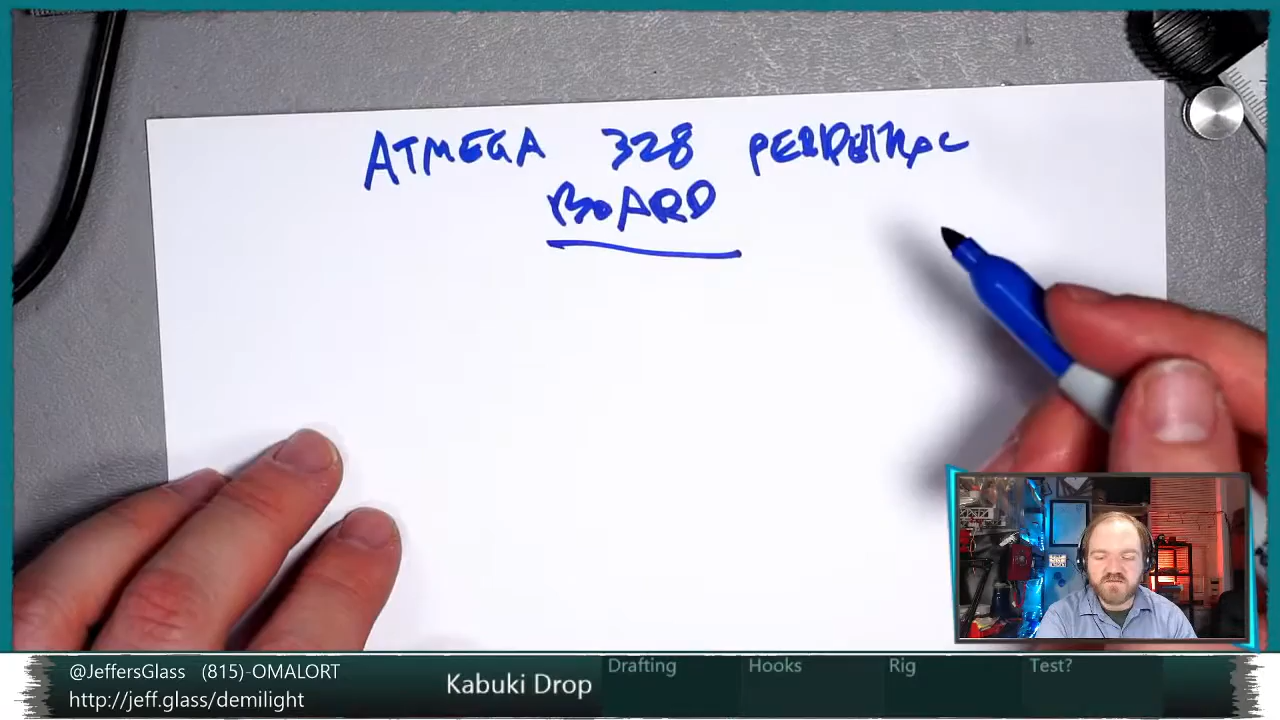 ATMEGA 328
BOARD
@JeffersGlass (815)-OMALORT
http://jeff.glass/demilight
Kabuki Drop
Drafting
Hooks
Rig
Test?